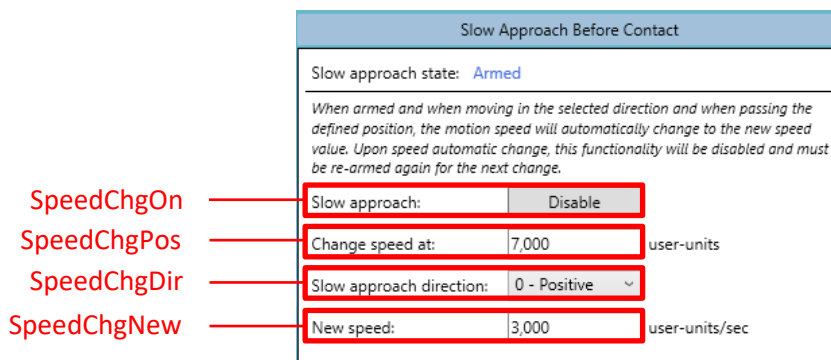 Slow Approach Before Contact
Slow approach state: Armed
When armed and when moving in the selected direction and when passing the
defined position, the motion speed will automatically change to the new speed
value. Upon speed automatic change, this functionality will be disabled and must
be re-armed again for the next change.
SpeedChgOn Slow approach: Disable
SpeedChgPos Change speed at: 7,000 user-units
SpeedChgDir Slow approach direction: 0 - Positive
SpeedChgNew New speed: 3,000 user-units/sec